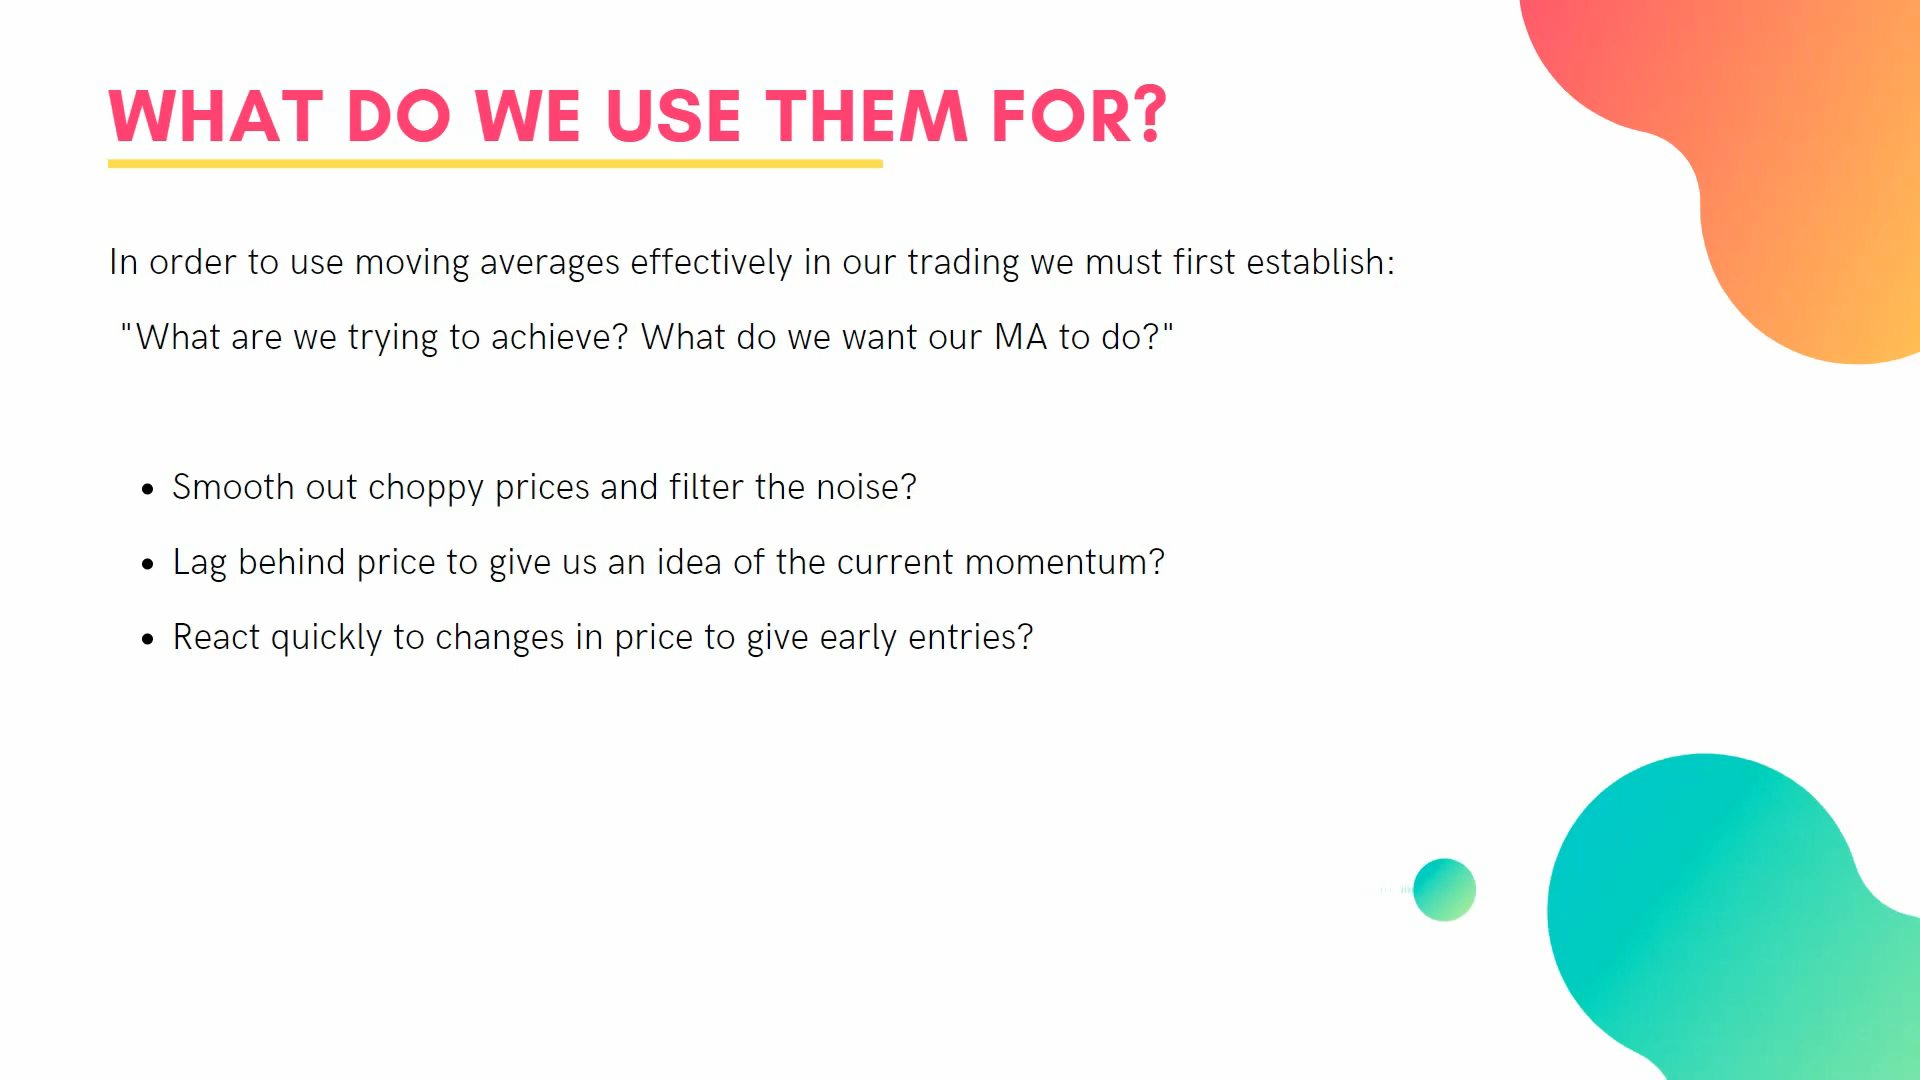 WHAT DO WE USE THEM FOR?
In order to use moving averages effectively in our trading we must first establish:
"What are we trying to achieve? What do we want our MA to do?"
• Smooth out choppy prices and filter the noise?
• Lag behind price to give us an idea of the current momentum?
• React quickly to changes in price to give early entries?